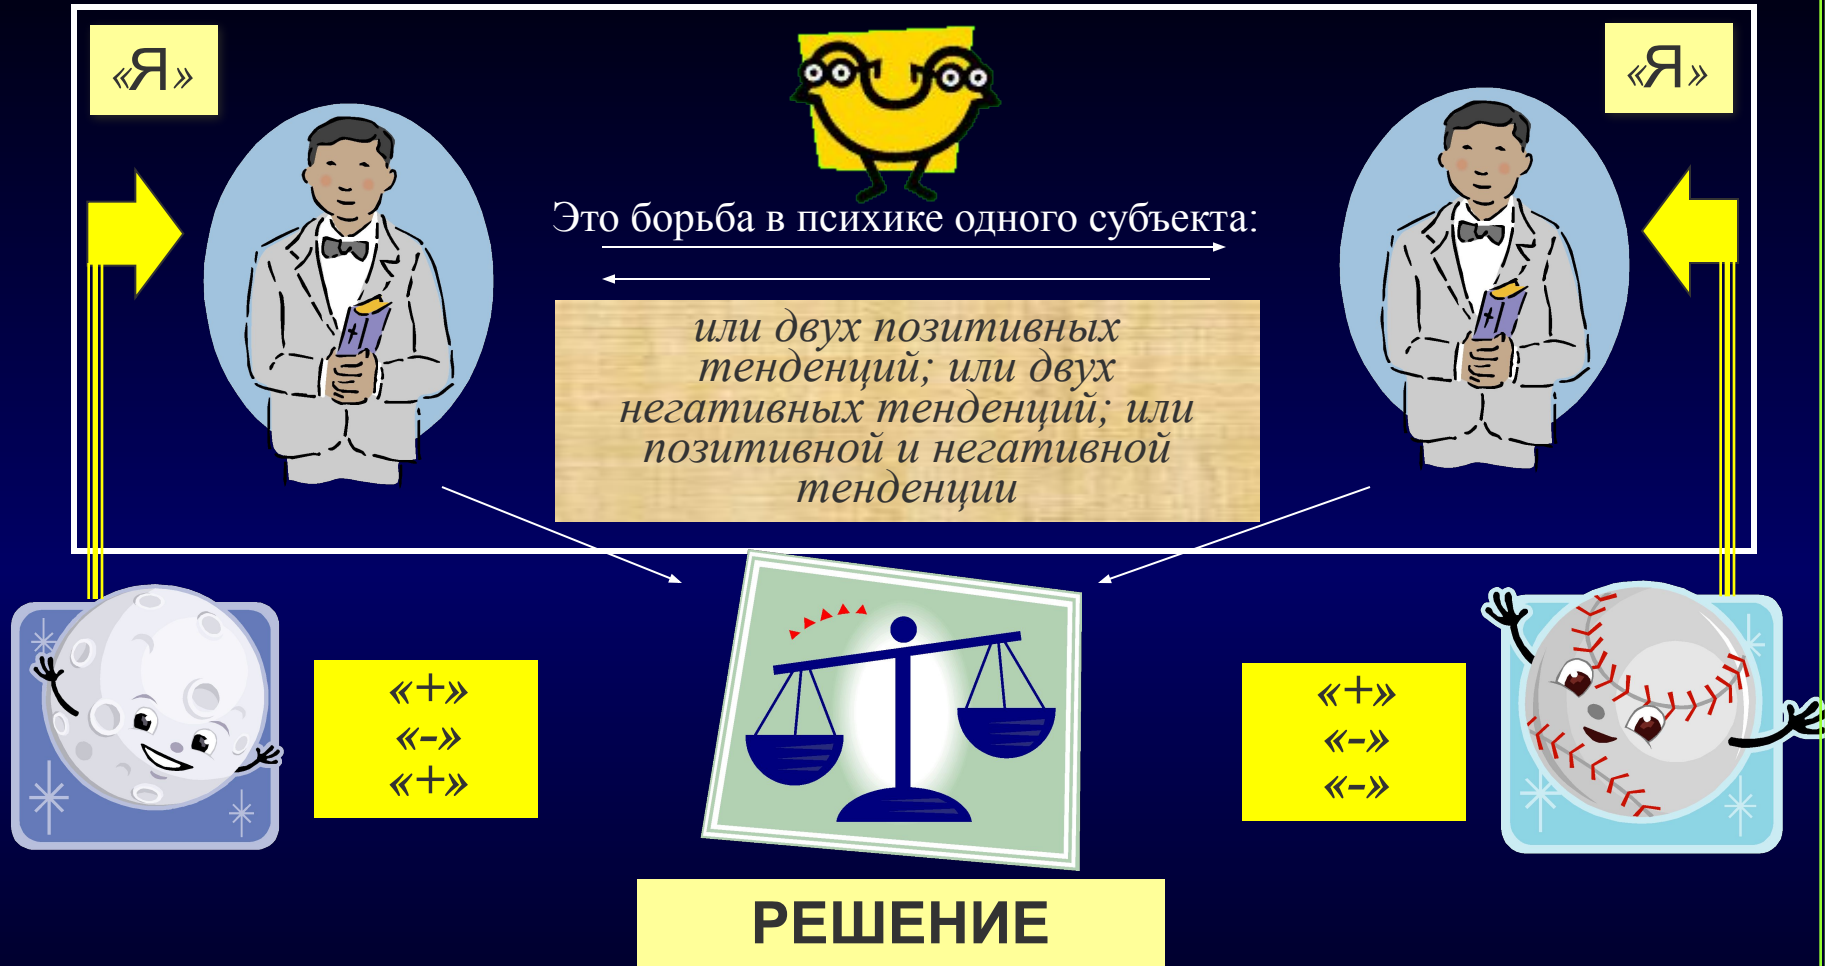 «Я»
«Я»
Это борьба в психике одного субъекта:
или двух позитивных
тенденций; или двух
негативных тенденций; или
позитивной и негативной
тенденции
«+»
«-»
«+»
«+»
«-»
«-»
РЕШЕНИЕ